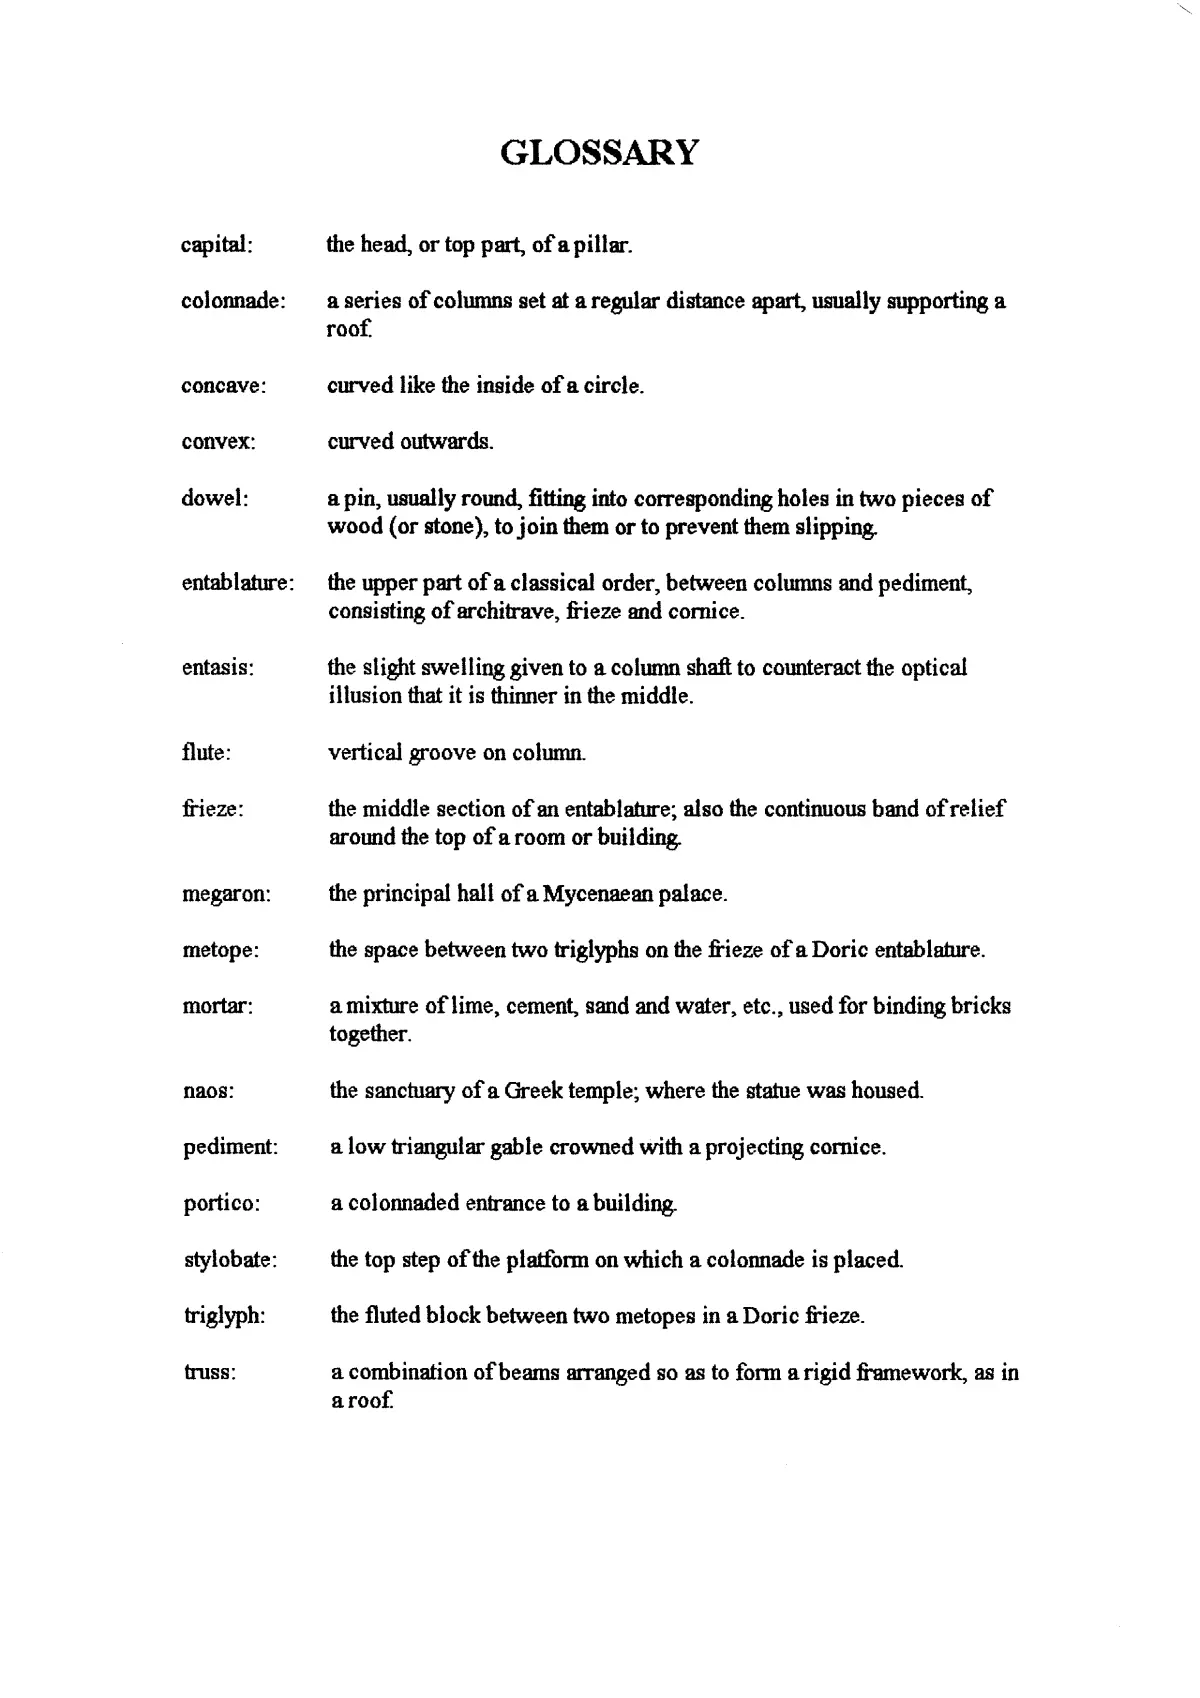 GLOSSARY
capital: the head, or top part, of a pillar.
colonnade: a series of columns set at a regular distance apart, usually supporting a
roof.
concave: curved like the inside of a circle.
convex: curved outwards.
dowel: a pin, usually round, fitting into corresponding holes in two pieces of
wood (or stone), to join them or to prevent them slipping.
entablature: the upper part of a classical order, between columns and pediment,
consisting of architrave, frieze and cornice.
entasis: the slight swelling given to a column shaft to counteract the optical
illusion that it is thinner in the middle.
flute: vertical groove on column.
frieze: the middle section of an entablature; also the continuous band of relief
around the top of a room or building.
megaron: the principal hall of a Mycenaean palace.
metope: the space between two triglyphs on the frieze of a Doric entablature.
mortar: a mixture of lime, cement, sand and water, etc., used for binding bricks
together.
naos: the sanctuary of a Greek temple; where the statue was housed.
pediment: a low triangular gable crowned with a projecting cornice.
portico: a colonnaded entrance to a building.
stylobate: the top step of the platform on which a colonnade is placed.
triglyph: the fluted block between two metopes in a Doric frieze.
truss: a combination of beams arranged so as to form a rigid framework, as in
a roof.